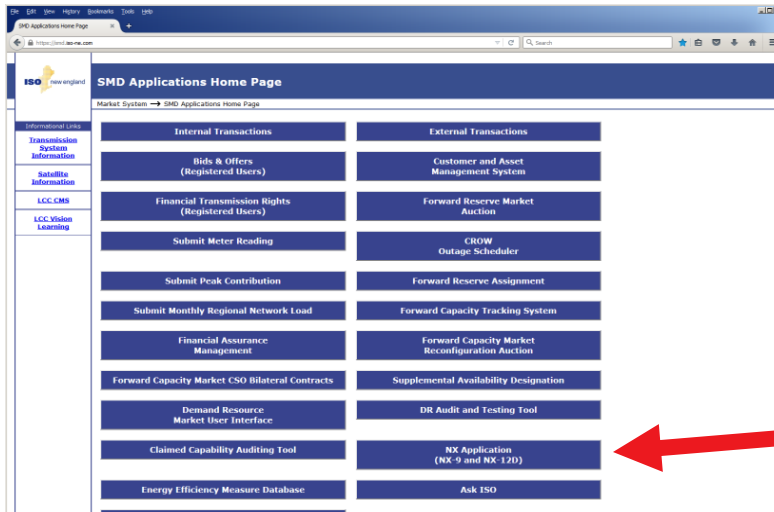 File Edit View History Bookmarks Tools Help
SMD Applications Home Page × +
https://smd.iso-ne.com
Search
ISO new england
SMD Applications Home Page
Market System → SMD Applications Home Page
Informational Links
Transmission
System
Information
Satellite
Information
LCC CMS
LCC Vision
Learning
Internal Transactions
External Transactions
Bids & Offers
(Registered Users)
Customer and Asset
Management System
Financial Transmission Rights
(Registered Users)
Forward Reserve Market
Auction
Submit Meter Reading
CROW
Outage Scheduler
Submit Peak Contribution
Forward Reserve Assignment
Submit Monthly Regional Network Load
Forward Capacity Tracking System
Financial Assurance
Management
Forward Capacity Market
Reconfiguration Auction
Forward Capacity Market CSO Bilateral Contracts
Supplemental Availability Designation
Demand Resource
Market User Interface
DR Audit and Testing Tool
Claimed Capability Auditing Tool
NX Application
(NX-9 and NX-12D)
Energy Efficiency Measure Database
Ask ISO